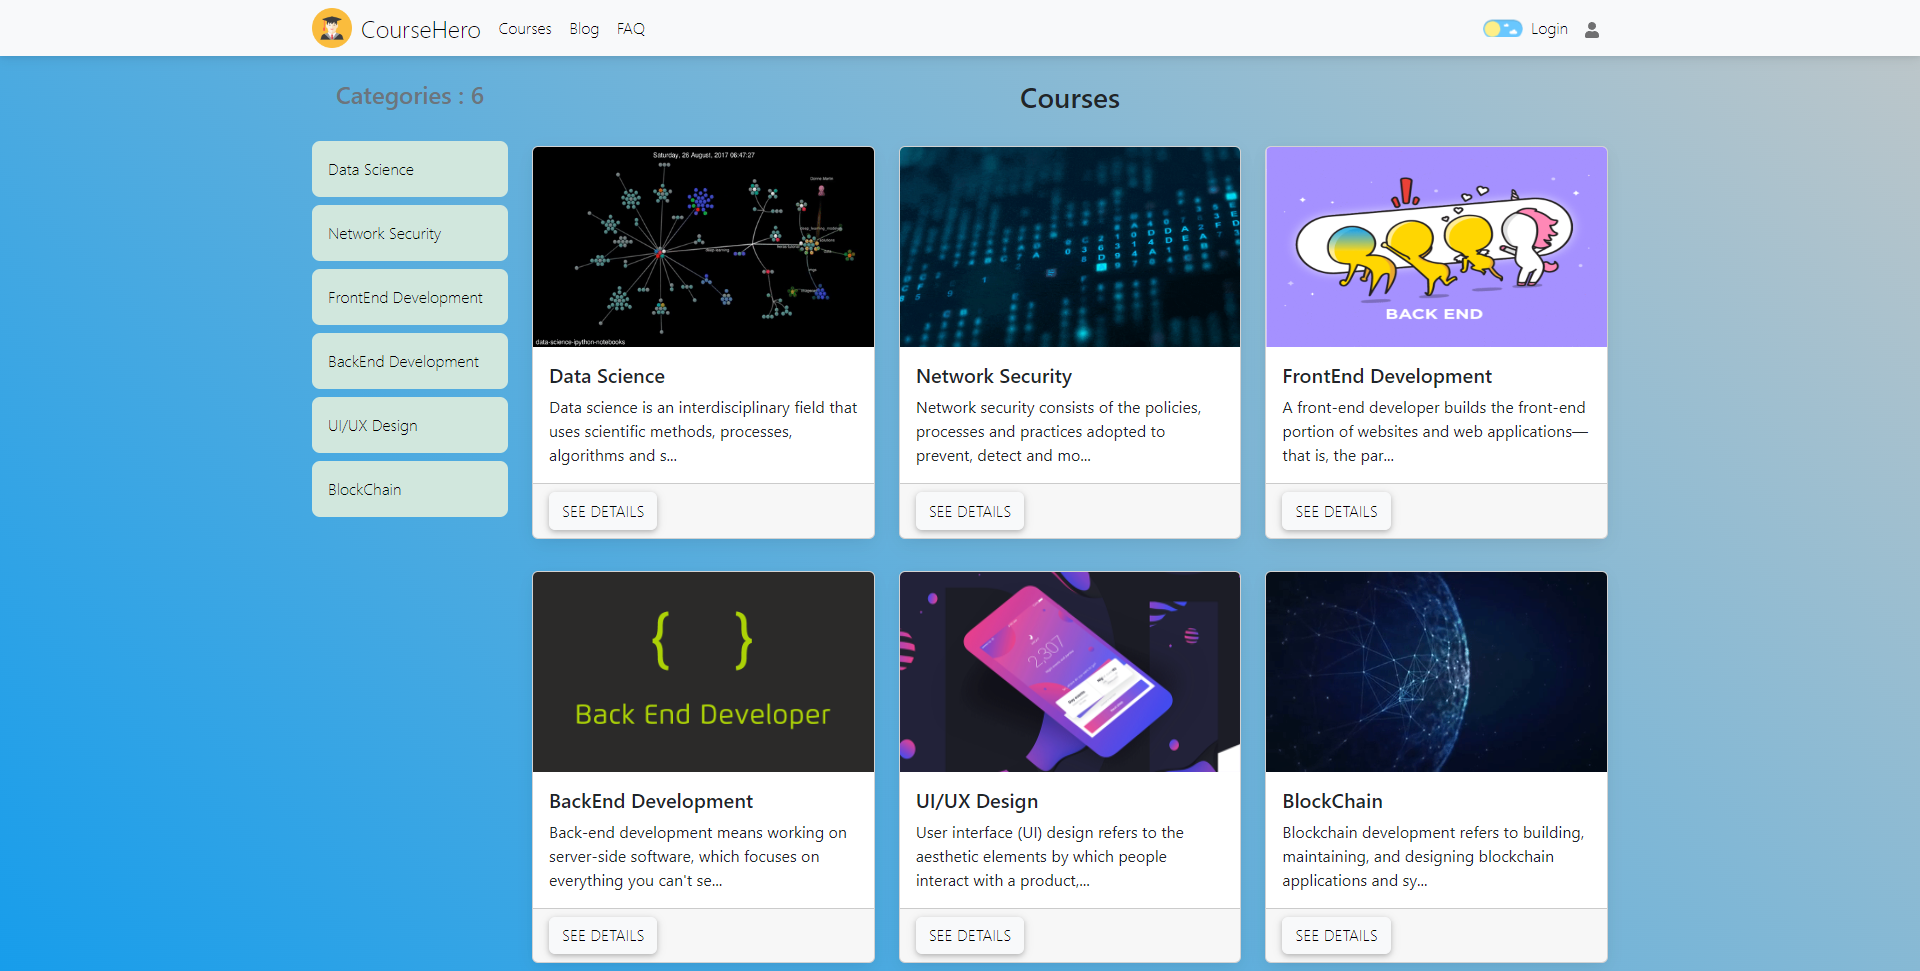 CourseHero
Courses
Blog
FAQ
Login
Categories : 6
Data Science
Network Security
FrontEnd Development
BackEnd Development
UI/UX Design
BlockChain
Courses
Saturday, 26 August, 2017 06:47:27
data-science-ipython-notebooks
Data Science
Data science is an interdisciplinary field that
uses scientific methods, processes,
algorithms and s...
SEE DETAILS
Network Security
Network security consists of the policies,
processes and practices adopted to
prevent, detect and mo...
SEE DETAILS
BACK END
FrontEnd Development
A front-end developer builds the front-end
portion of websites and web applications—
that is, the par...
SEE DETAILS
{ }
Back End Developer
BackEnd Development
Back-end development means working on
server-side software, which focuses on
everything you can't se...
SEE DETAILS
2,307
UI/UX Design
User interface (UI) design refers to the
aesthetic elements by which people
interact with a product,...
SEE DETAILS
BlockChain
Blockchain development refers to building,
maintaining, and designing blockchain
applications and sy...
SEE DETAILS